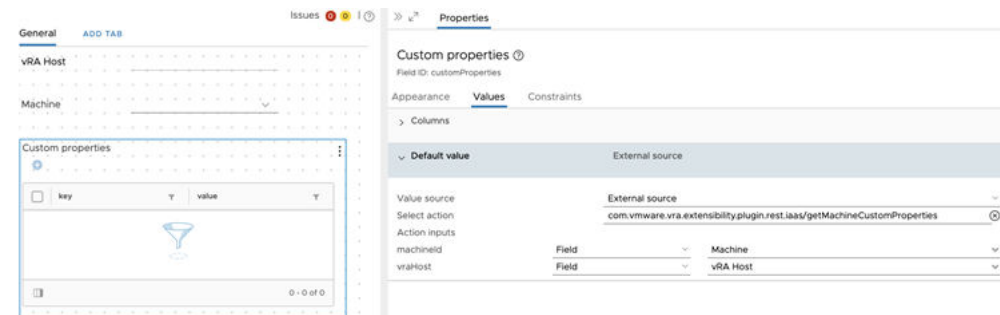 Issues 0 0
General ADD TAB
vRA Host
Machine
Custom properties
key value
0 - 0 of 0
Properties
Custom properties
Field ID: customProperties
Appearance Values Constraints
Columns
Default value External source
Value source External source
Select action com.vmware.vra.extensibility.plugin.rest.iaas/getMachineCustomProperties
Action inputs
machineId Field Machine
vraHost Field vRA Host